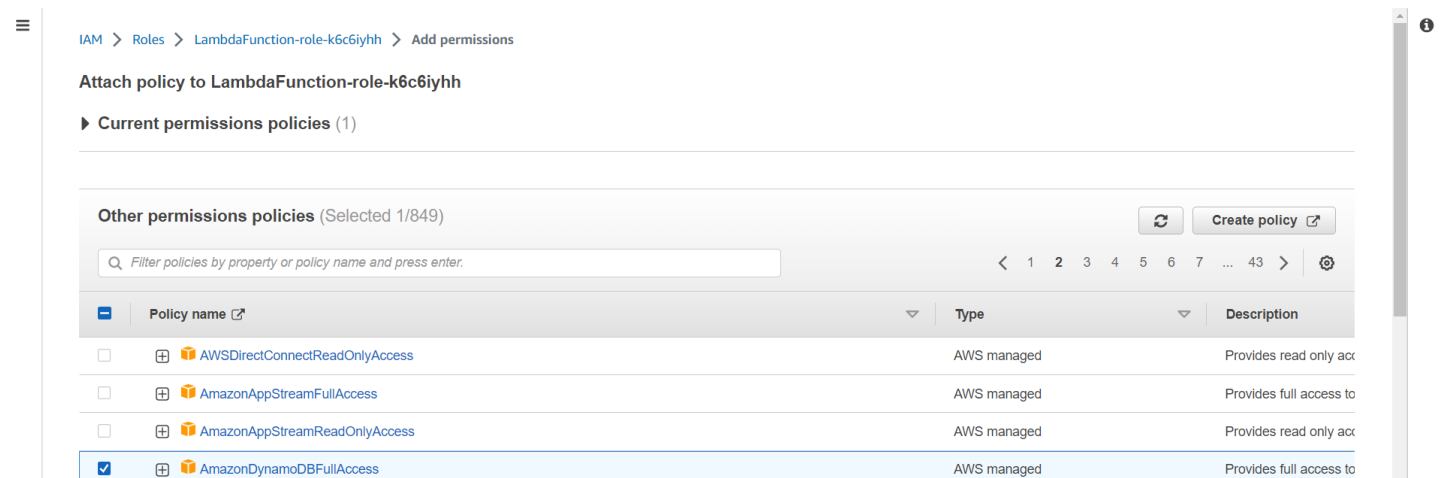 IAM > Roles > LambdaFunction-role-k6c6iyhh > Add permissions
Attach policy to LambdaFunction-role-k6c6iyhh
Current permissions policies (1)
Other permissions policies (Selected 1/849)
Create policy
Filter policies by property or policy name and press enter.
1 2 3 4 5 6 7 ... 43
Policy name Type Description
AWSDirectConnectReadOnlyAccess AWS managed Provides read only acc
AmazonAppStreamFullAccess AWS managed Provides full access to
AmazonAppStreamReadOnlyAccess AWS managed Provides read only acc
AmazonDynamoDBFullAccess AWS managed Provides full access to